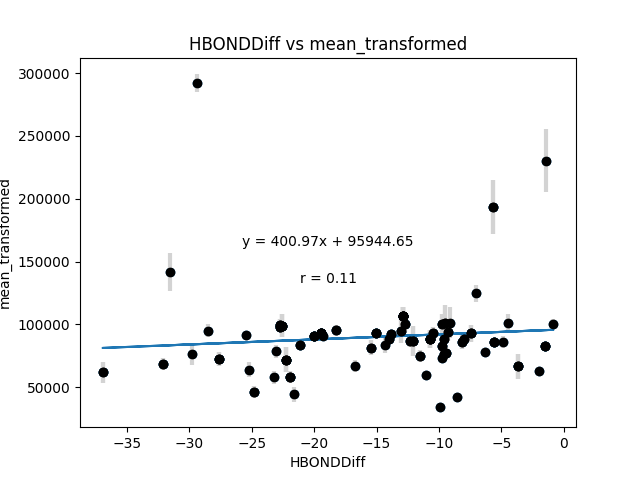 HBONDDiff vs mean_transformed
300000
250000
200000
150000
100000
50000
mean_transformed
y = 400.97x + 95944.65
r = 0.11
−35 −30 −25 −20 −15 −10 −5 0
HBONDDiff